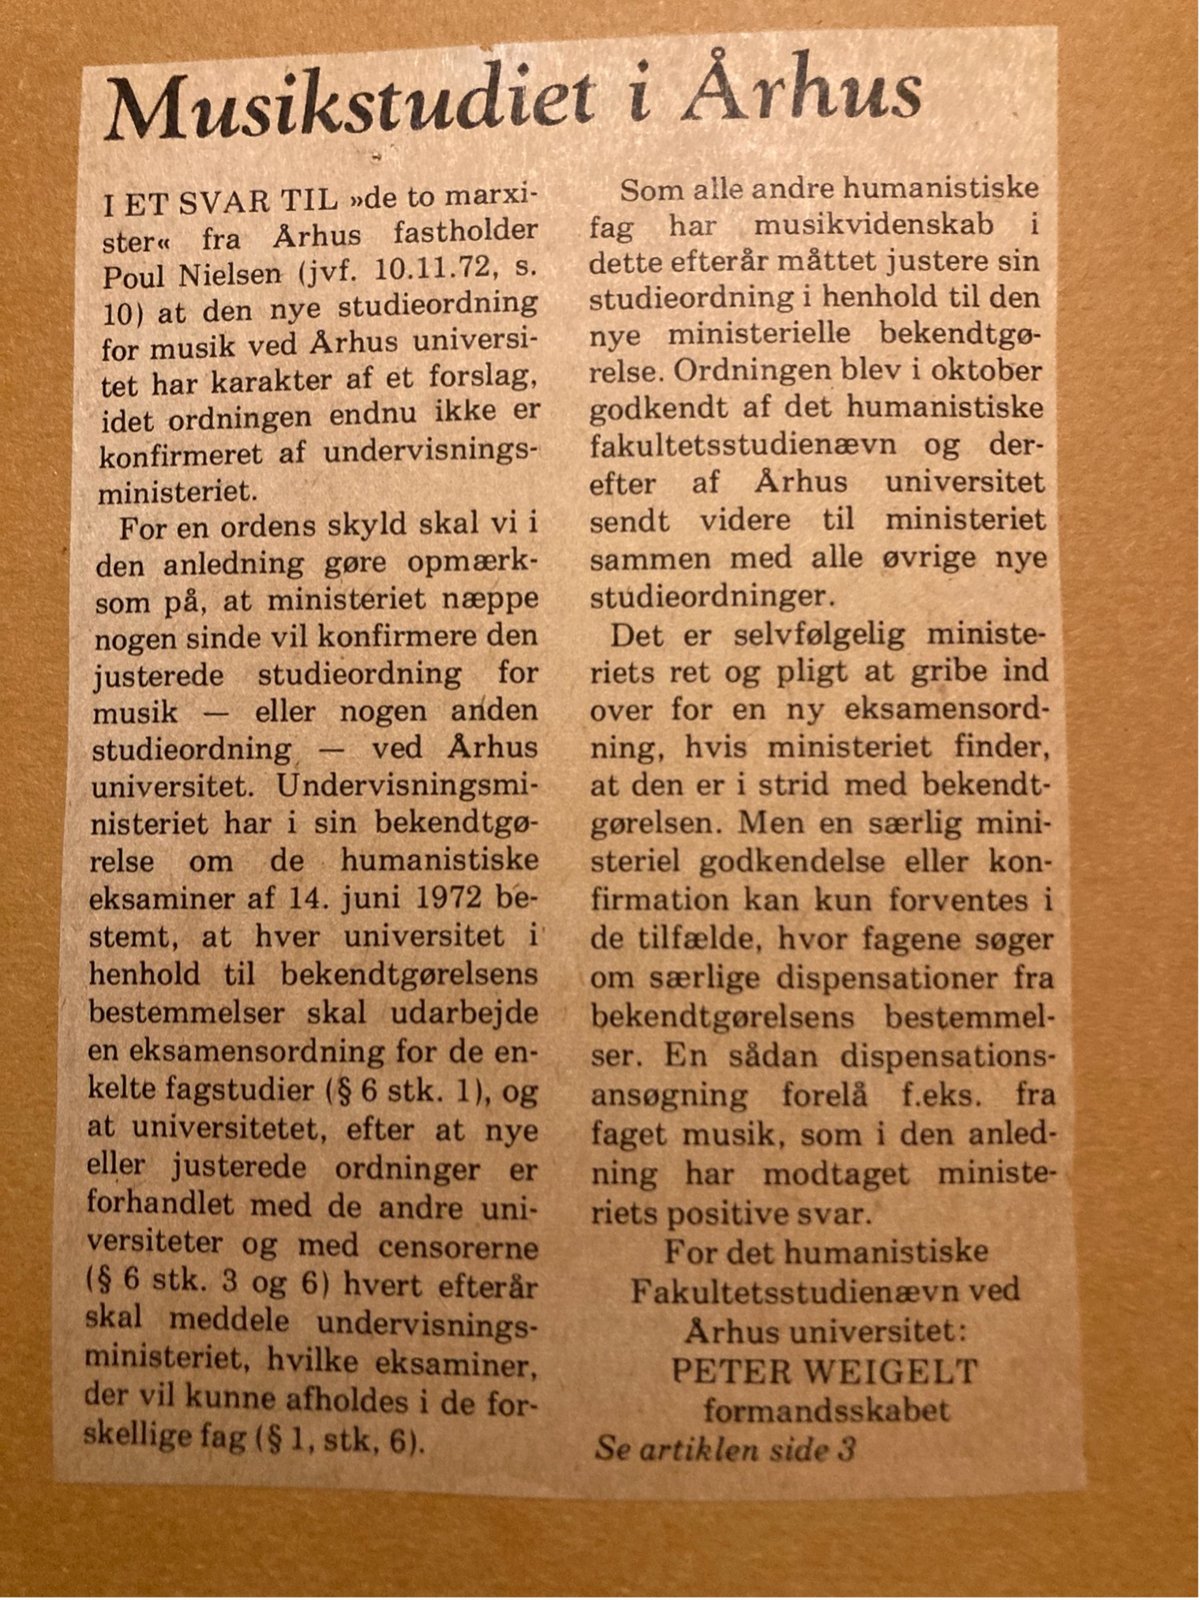 Musikstudiet i Århus
I ET SVAR TIL »de to marxi-
ster« fra Århus fastholder
Poul Nielsen (jvf. 10.11.72, s.
10) at den nye studieordning
for musik ved Århus universi-
tet har karakter af et forslag,
idet ordningen endnu ikke er
konfirmeret af undervisnings-
ministeriet.
For en ordens skyld skal vi i
den anledning gøre opmærk-
som på, at ministeriet næppe
nogen sinde vil konfirmere den
justerede studieordning for
musik — eller nogen anden
studieordning — ved Århus
universitet. Undervisningsmi-
nisteriet har i sin bekendtgø-
relse om de humanistiske
eksaminer af 14. juni 1972 be-
stemt, at hver universitet i
henhold til bekendtgørelsens
bestemmelser skal udarbejde
en eksamensordning for de en-
kelte fagstudier (§ 6 stk. 1), og
at universitetet, efter at nye
eller justerede ordninger er
forhandlet med de andre uni-
versiteter og med censorerne
(§ 6 stk. 3 og 6) hvert efterår
skal meddele undervisnings-
ministeriet, hvilke eksaminer,
der vil kunne afholdes i de for-
skellige fag (§ 1, stk, 6).
Som alle andre humanistiske
fag har musikvidenskab i
dette efterår måttet justere sin
studieordning i henhold til den
nye ministerielle bekendtgø-
relse. Ordningen blev i oktober
godkendt af det humanistiske
fakultetsstudienævn og der-
efter af Århus universitet
sendt videre til ministeriet
sammen med alle øvrige nye
studieordninger.
Det er selvfølgelig ministe-
riets ret og pligt at gribe ind
over for en ny eksamensord-
ning, hvis ministeriet finder,
at den er i strid med bekendt-
gørelsen. Men en særlig mini-
steriel godkendelse eller kon-
firmation kan kun forventes i
de tilfælde, hvor fagene søger
om særlige dispensationer fra
bekendtgørelsens bestemmel-
ser. En sådan dispensations-
ansøgning forelå f.eks. fra
faget musik, som i den anled-
ning har modtaget ministe-
riets positive svar.
For det humanistiske
Fakultetsstudienævn ved
Århus universitet:
PETER WEIGELT
formandsskabet
Se artiklen side 3